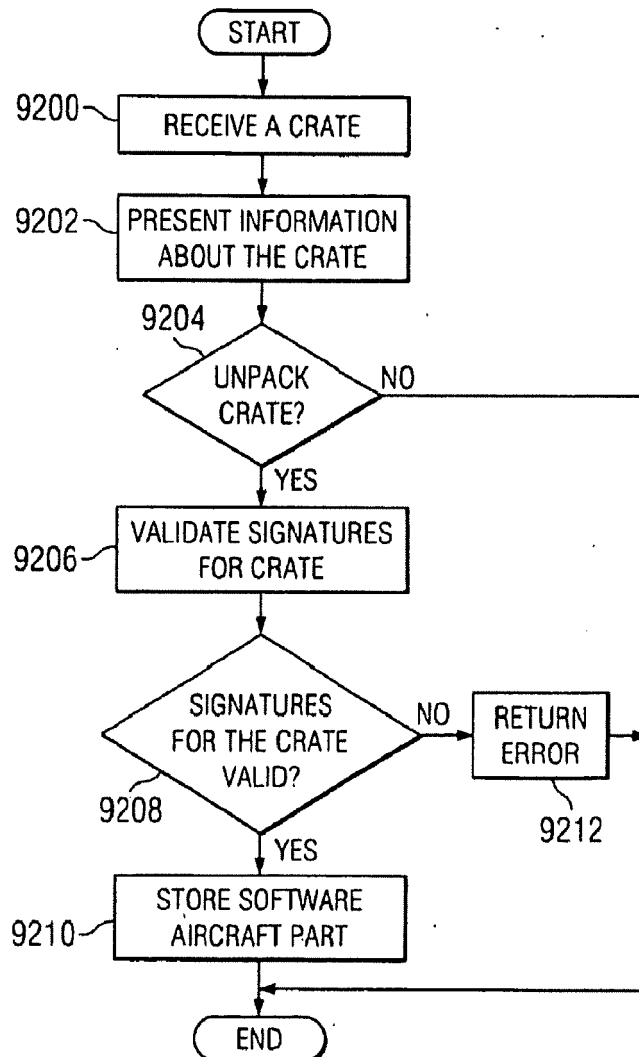 START
9200
RECEIVE A CRATE
9202
PRESENT INFORMATION
ABOUT THE CRATE
9204
UNPACK
CRATE?
NO
YES
9206
VALIDATE SIGNATURES
FOR CRATE
SIGNATURES
FOR THE CRATE
VALID?
9208
NO
RETURN
ERROR
9212
YES
9210
STORE SOFTWARE
AIRCRAFT PART
END